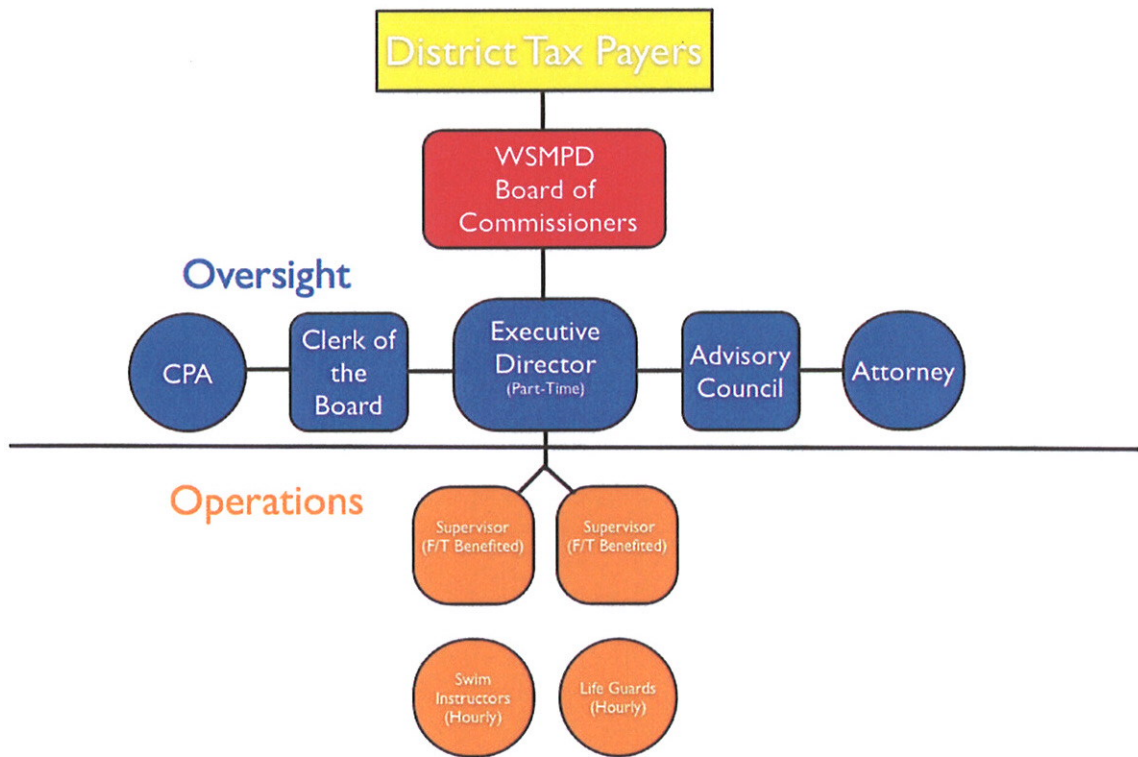 District Tax Payers
WSMPD
Board of
Commissioners
Oversight
CPA
Clerk of
the
Board
Executive
Director
(Part-Time)
Advisory
Council
Attorney
Operations
Supervisor
(F/T Benefited)
Supervisor
(F/T Benefited)
Swim
Instructors
(Hourly)
Life Guards
(Hourly)